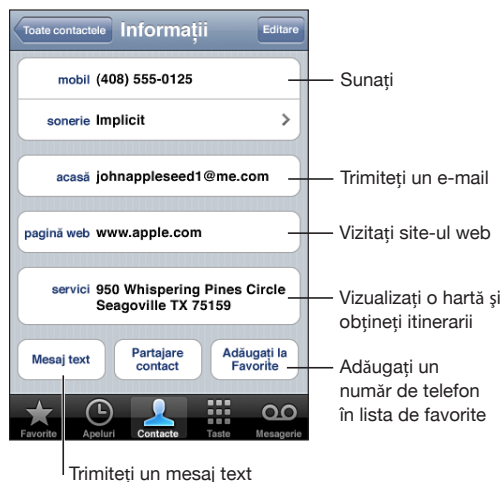 Toate contactele
Informații
Editare
mobil (408) 555-0125
Sunați
sonerie Implicit
acasă johnappleseed1@me.com
Trimiteți un e-mail
pagină web www.apple.com
Vizitați site-ul web
servici 950 Whispering Pines Circle
Seagoville TX 75159
Vizualizați o hartă și
obțineți itinerarii
Mesaj text
Partajare
contact
Adăugați la
Favorite
Adăugați un
număr de telefon
în lista de favorite
Favorite
Apeluri
Contacte
Taste
Mesagerie
Trimiteți un mesaj text